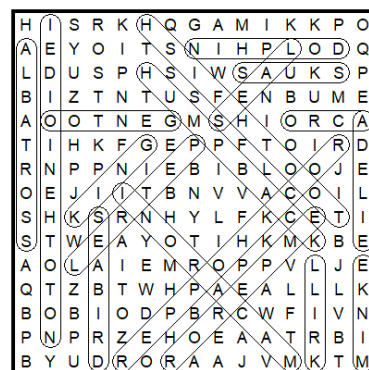 H I S R K H Q G A M I K K P O
A E Y O I T S N I H P L O D Q
L D U S P H S I W S A U K S P
B I Z T N T U S F E N B U M E
A O O T N E G M S H I O R C A
T I H K F G E P P F T O I R D
R N P P N I E B I B L O O J E
O E J I I T B N V V A C O I L
S H K S R N H Y L F K C E T I
S T W E A Y O T I H K M K B E
A O L A I E M R O P P V L J E
Q T Z B T W H P A E A L L L K
B O B I O D P B R C W F I V N
P N P R Z E H O E A A T R B I
B Y U D R O R A A J V M K T M